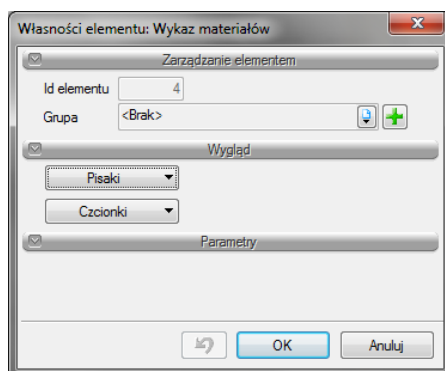 Własności elementu: Wykaz materiałów
Zarządzanie elementem
Id elementu 4
Grupa <Brak>
Wygląd
Pisaki
Czcionki
Parametry
OK Anuluj